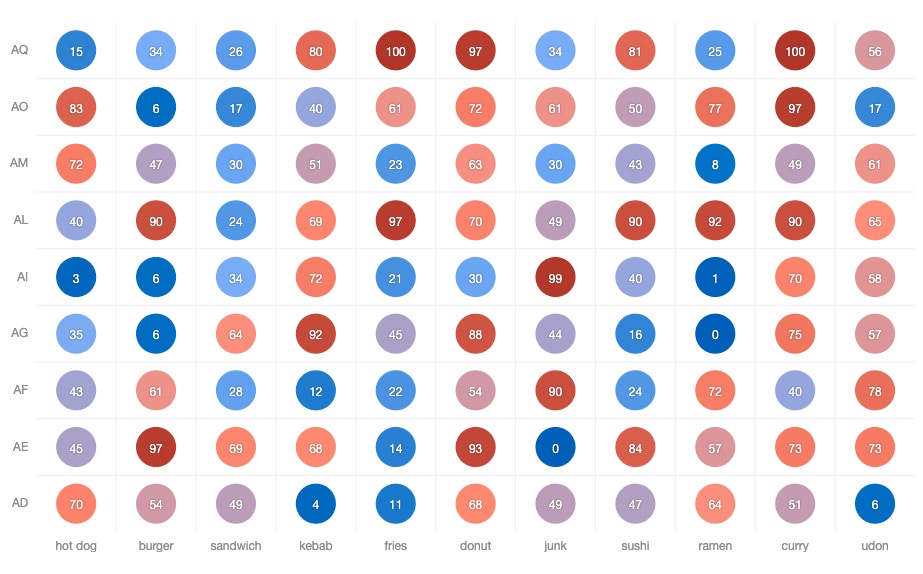 AQ 15 34 26 80 100 97 34 81 25 100 56
AO 83 6 17 40 61 72 61 50 77 97 17
AM 72 47 30 51 23 63 30 43 8 49 61
AL 40 90 24 69 97 70 49 90 92 90 65
AI 3 6 34 72 21 30 99 40 1 70 58
AG 35 6 64 92 45 88 44 16 0 75 57
AF 43 61 28 12 22 54 90 24 72 40 78
AE 45 97 69 68 14 93 0 84 57 73 73
AD 70 54 49 4 11 68 49 47 64 51 6
hot dog burger sandwich kebab fries donut junk sushi ramen curry udon